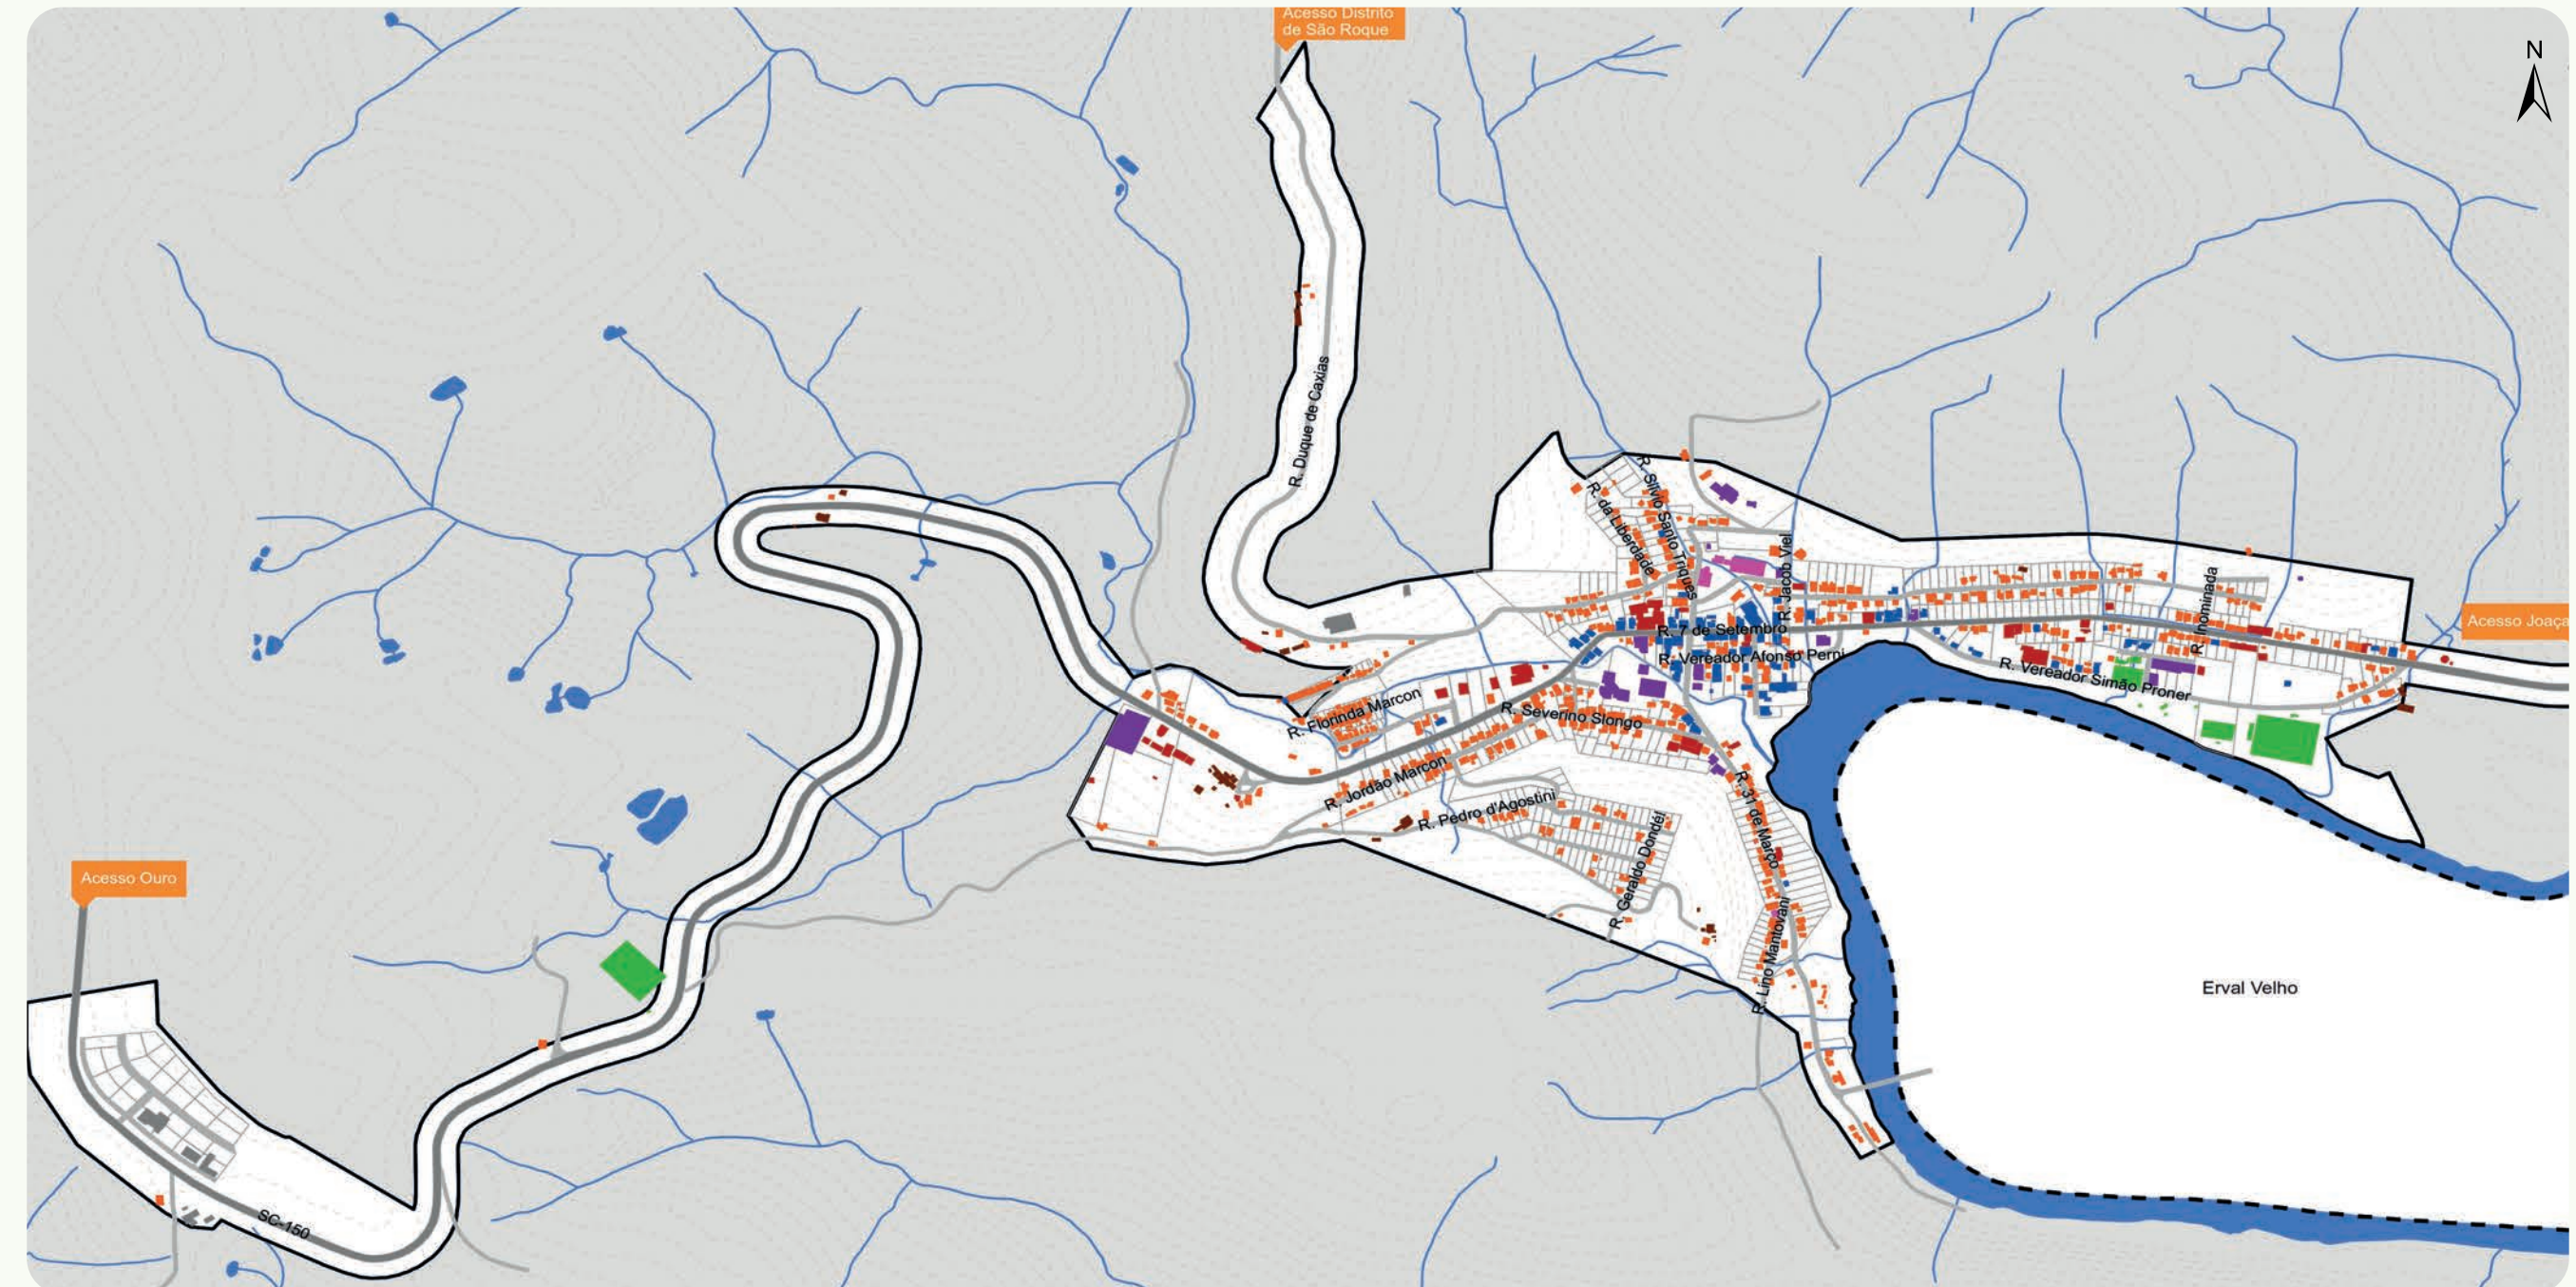 Acesso Distrito
de São Roque
N
R. Duque de Caxias
R. Silvio Santo Triques
R. da Liberdade
R. Jacob Viel
R. Inominada
Acesso Joaça
R. 7 de Setembro
R. Vereador Afonso Perni
R. Vereador Simão Proner
R. Florinda Marcon
R. Severino Slongo
R. Jordão Marcon
R. Pedro d'Agostini
R. 31 de Março
R. Geraldo Dondél
R. Lino Mantovani
Acesso Ouro
Erval Velho
SC-150